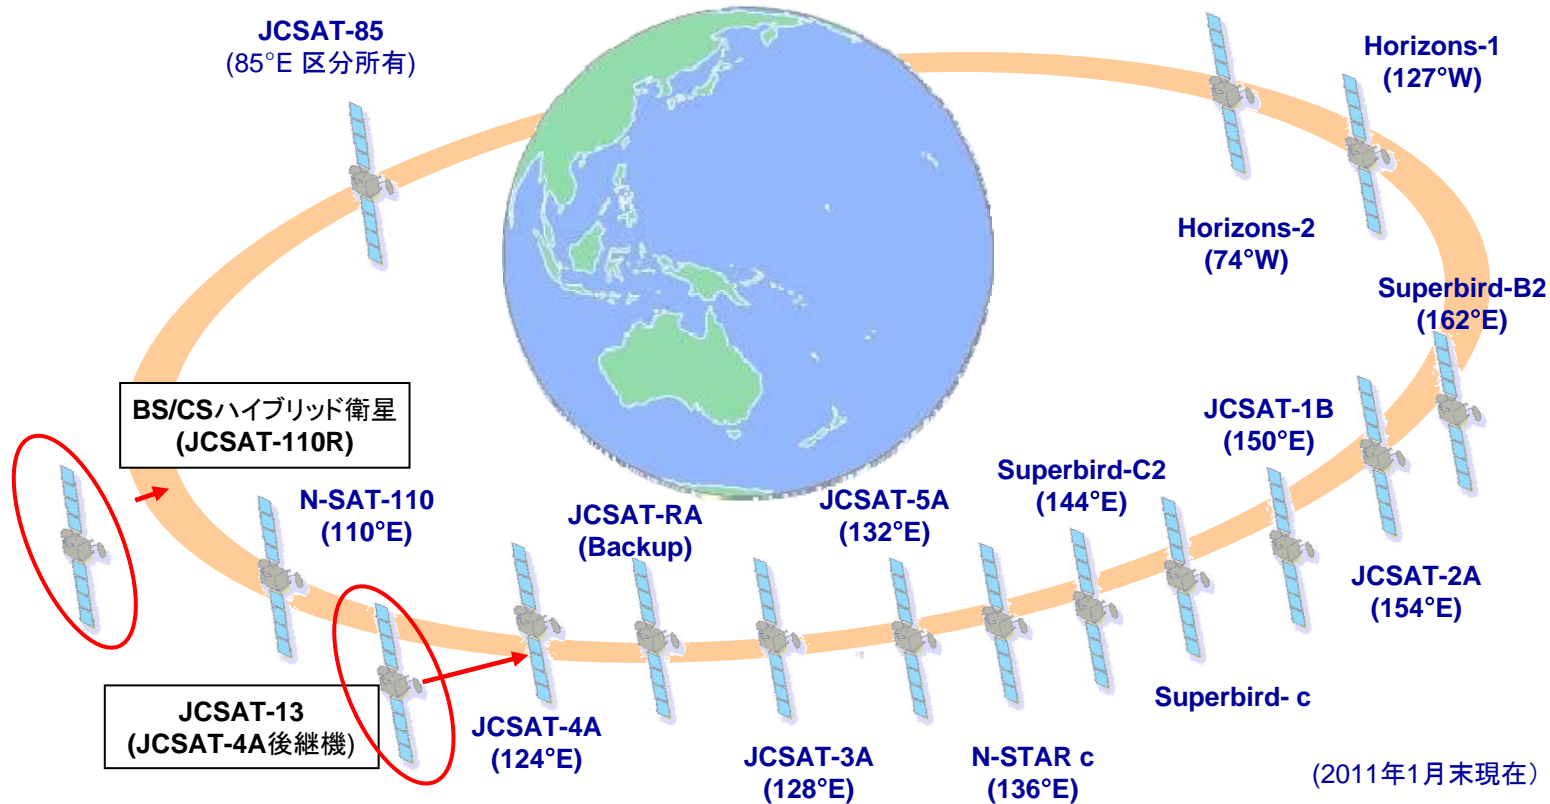 JCSAT-85
(85°E 区分所有)
Horizons-1
(127°W)
Horizons-2
(74°W)
Superbird-B2
(162°E)
BS/CSハイブリッド衛星
(JCSAT-110R)
JCSAT-1B
(150°E)
Superbird-C2
(144°E)
N-SAT-110
(110°E)
JCSAT-RA
(Backup)
JCSAT-5A
(132°E)
JCSAT-2A
(154°E)
Superbird- c
JCSAT-13
(JCSAT-4A後継機)
JCSAT-4A
(124°E)
JCSAT-3A
(128°E)
N-STAR c
(136°E)
(2011年1月末現在）